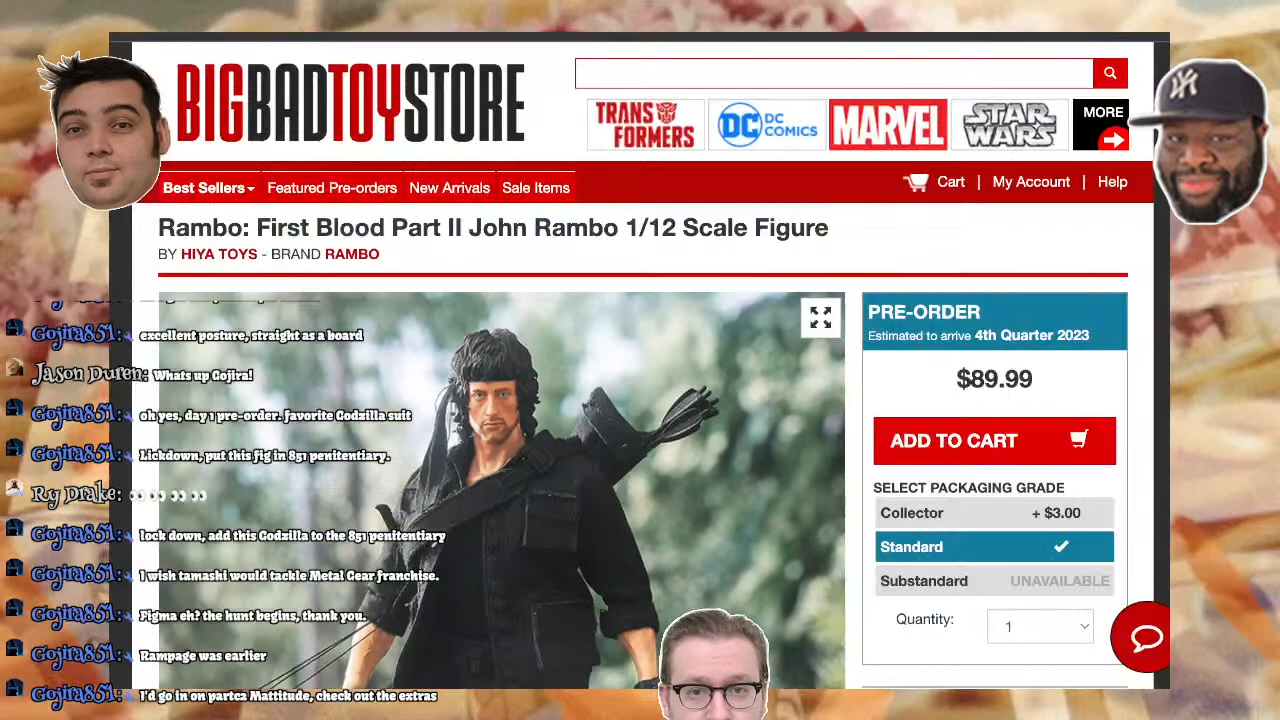 BIGBADTOYSTORE
TRANSFORMERS
DC
DC COMICS
MARVEL
STAR WARS
MORE
Best Sellers
Featured Pre-orders
New Arrivals
Sale Items
Cart | My Account | Help
Rambo: First Blood Part II John Rambo 1/12 Scale Figure
BY HIYA TOYS - BRAND RAMBO
Gojira851: excellent posture, straight as a board
Jason Duren: Whats up Gojira!
Gojira851: oh yes, day 1 pre-order. favorite Godzilla suit
Gojira851: Lickdown, put this fig in 851 penitentiary.
Ry Drake: 👀👀👀👀
Gojira851: lock down, add this Godzilla to the 851 penitentiary
Gojira851: I wish tamashi would tackle Metal Gear franchise.
Gojira851: Figma eh? the hunt begins, thank you.
Gojira851: Rampage was earlier
Gojira851: I'd go in on partca Mattitude, check out the extras
PRE-ORDER
Estimated to arrive 4th Quarter 2023
$89.99
ADD TO CART
SELECT PACKAGING GRADE
Collector + $3.00
Standard
Substandard UNAVAILABLE
Quantity: 1